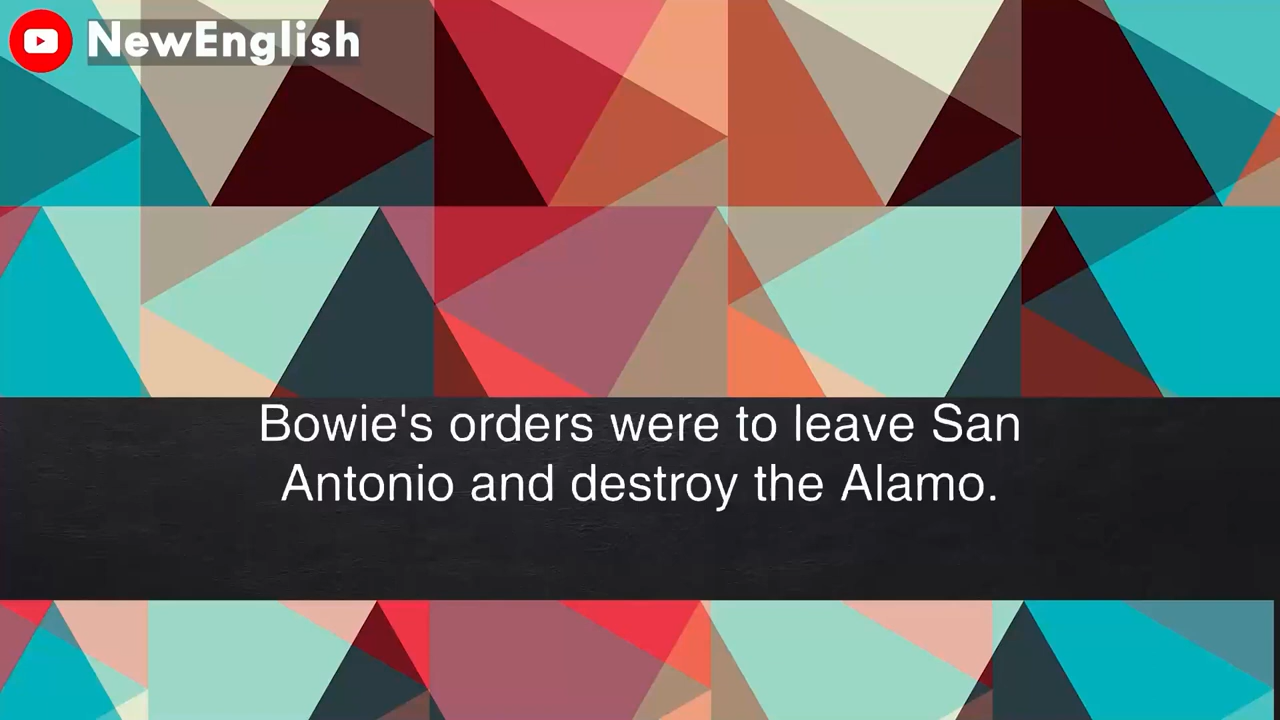 NewEnglish
Bowie's orders were to leave San
Antonio and destroy the Alamo.